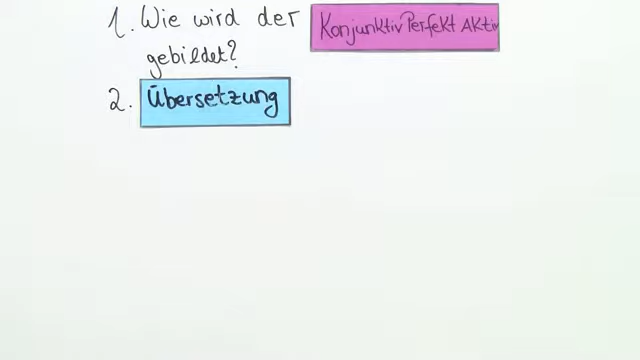 1. Wie wird der Konjunktiv Perfekt Aktiv
gebildet?
2. Übersetzung